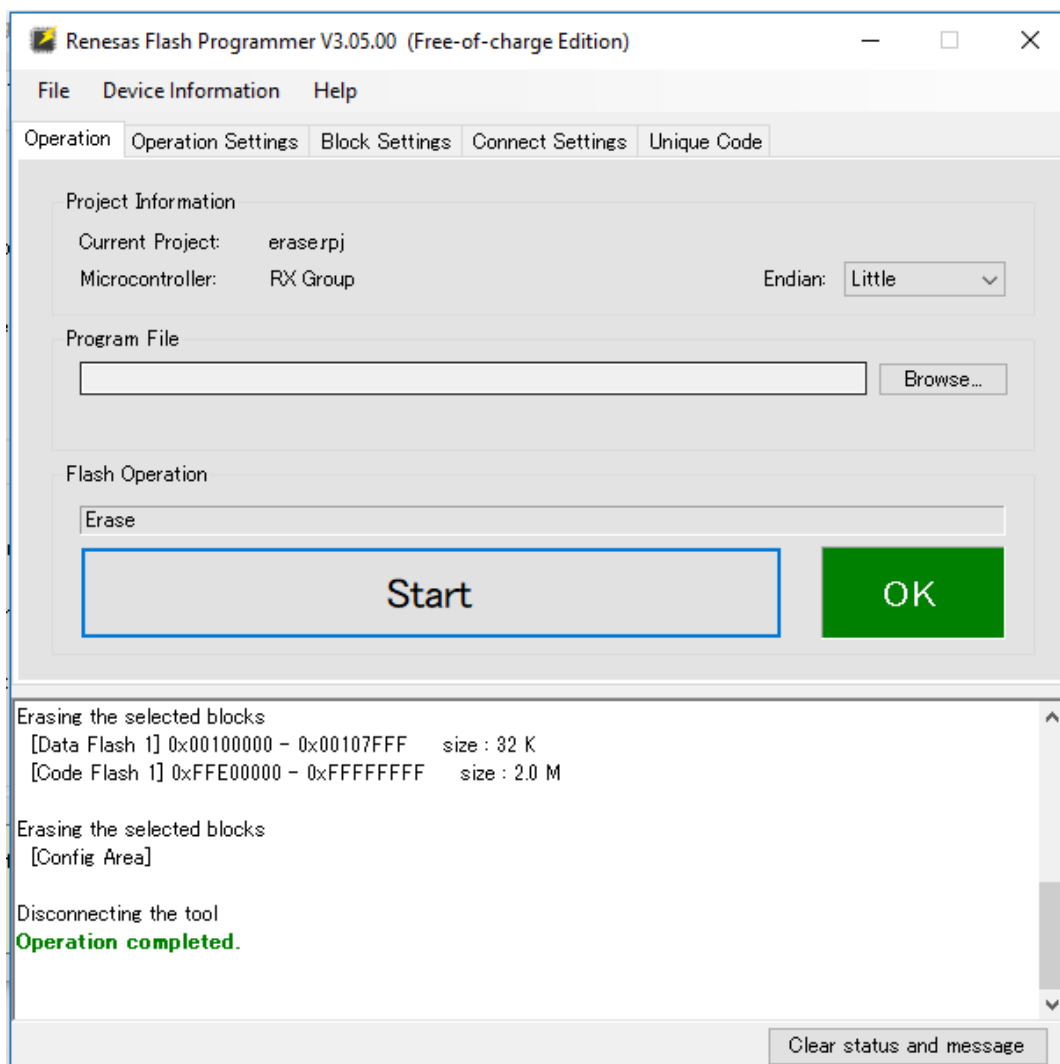 Renesas Flash Programmer V3.05.00 (Free-of-charge Edition)
File Device Information Help
Operation Operation Settings Block Settings Connect Settings Unique Code
Project Information
Current Project: erase.rpj
Microcontroller: RX Group Endian: Little
Program File
Browse...
Flash Operation
Erase
Start OK
Erasing the selected blocks
[Data Flash 1] 0x00100000 - 0x00107FFF size : 32 K
[Code Flash 1] 0xFFE00000 - 0xFFFFFFFF size : 2.0 M
Erasing the selected blocks
[Config Area]
Disconnecting the tool
Operation completed.
Clear status and message